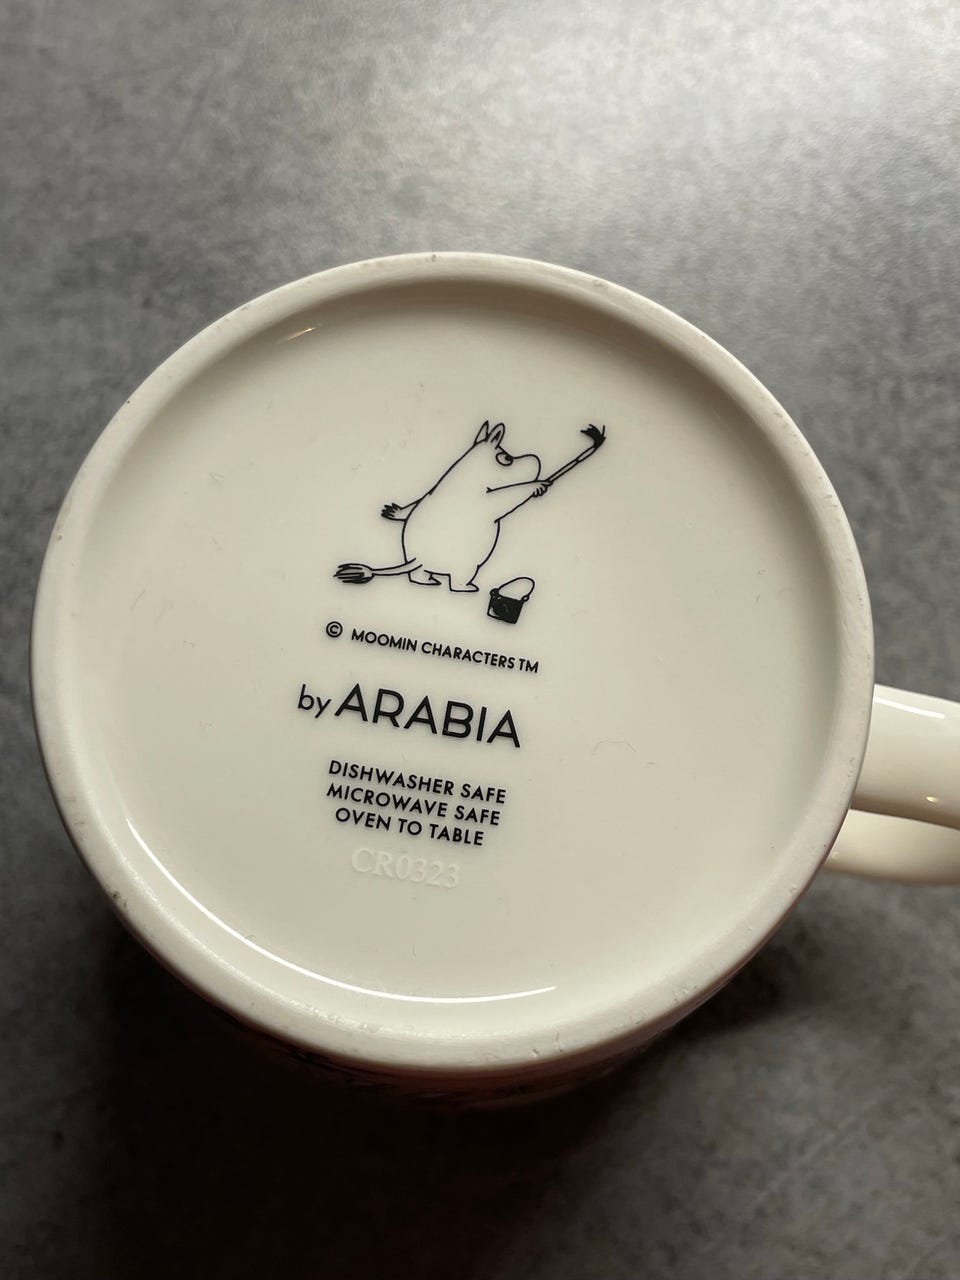 © MOOMIN CHARACTERS TM
by ARABIA
DISHWASHER SAFE
MICROWAVE SAFE
OVEN TO TABLE
CR0323